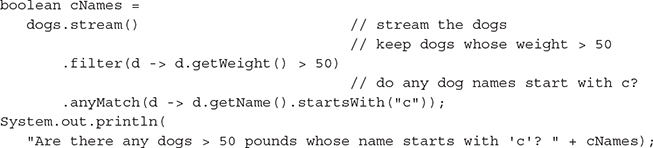 boolean cNames =
   dogs.stream()                         // stream the dogs
                                         // keep dogs whose weight > 50
       .filter(d -> d.getWeight() > 50)
                                         // do any dog names start with c?
       .anyMatch(d -> d.getName().startsWith("c"));
System.out.println(
   "Are there any dogs > 50 pounds whose name starts with 'c'? " + cNames);